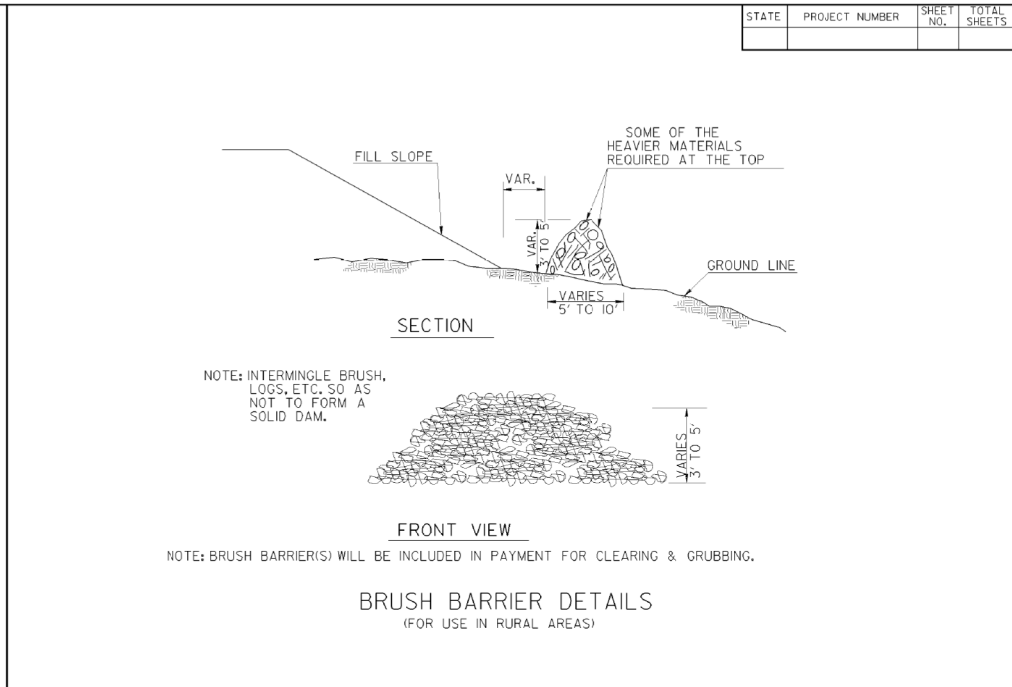 STATE
PROJECT NUMBER
SHEET NO.
TOTAL SHEETS
SOME OF THE
HEAVIER MATERIALS
REQUIRED AT THE TOP
FILL SLOPE
VAR.
VAR.
3' TO 5'
GROUND LINE
VARIES
5' TO 10'
SECTION
NOTE: INTERMINGLE BRUSH,
LOGS, ETC. SO AS
NOT TO FORM A
SOLID DAM.
VARIES
3' TO 5'
FRONT VIEW
NOTE: BRUSH BARRIER(S) WILL BE INCLUDED IN PAYMENT FOR CLEARING & GRUBBING.
BRUSH BARRIER DETAILS
(FOR USE IN RURAL AREAS)